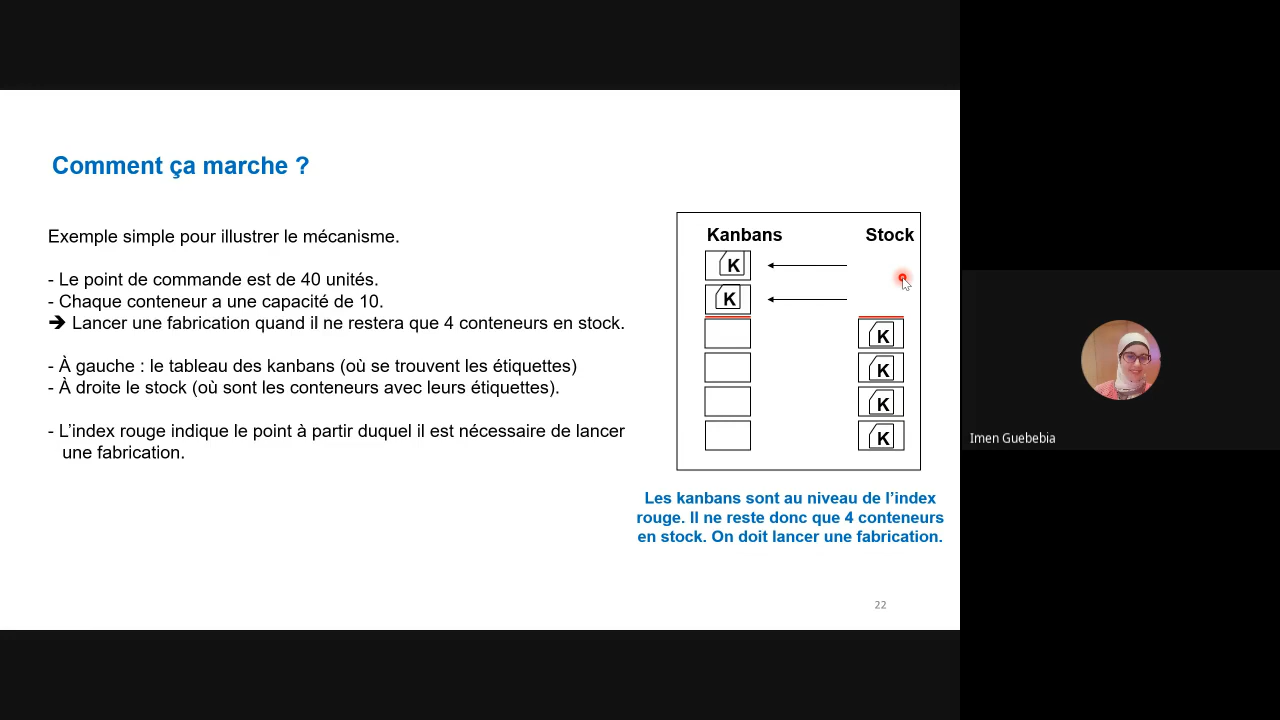 Comment ça marche ?
Exemple simple pour illustrer le mécanisme.
- Le point de commande est de 40 unités.
- Chaque conteneur a une capacité de 10.
➔ Lancer une fabrication quand il ne restera que 4 conteneurs en stock.
- À gauche : le tableau des kanbans (où se trouvent les étiquettes)
- À droite le stock (où sont les conteneurs avec leurs étiquettes).
- L’index rouge indique le point à partir duquel il est nécessaire de lancer
une fabrication.
Kanbans Stock
K
K
K
K
K
K
Les kanbans sont au niveau de l’index
rouge. Il ne reste donc que 4 conteneurs
en stock. On doit lancer une fabrication.
22
Imen Guebebia